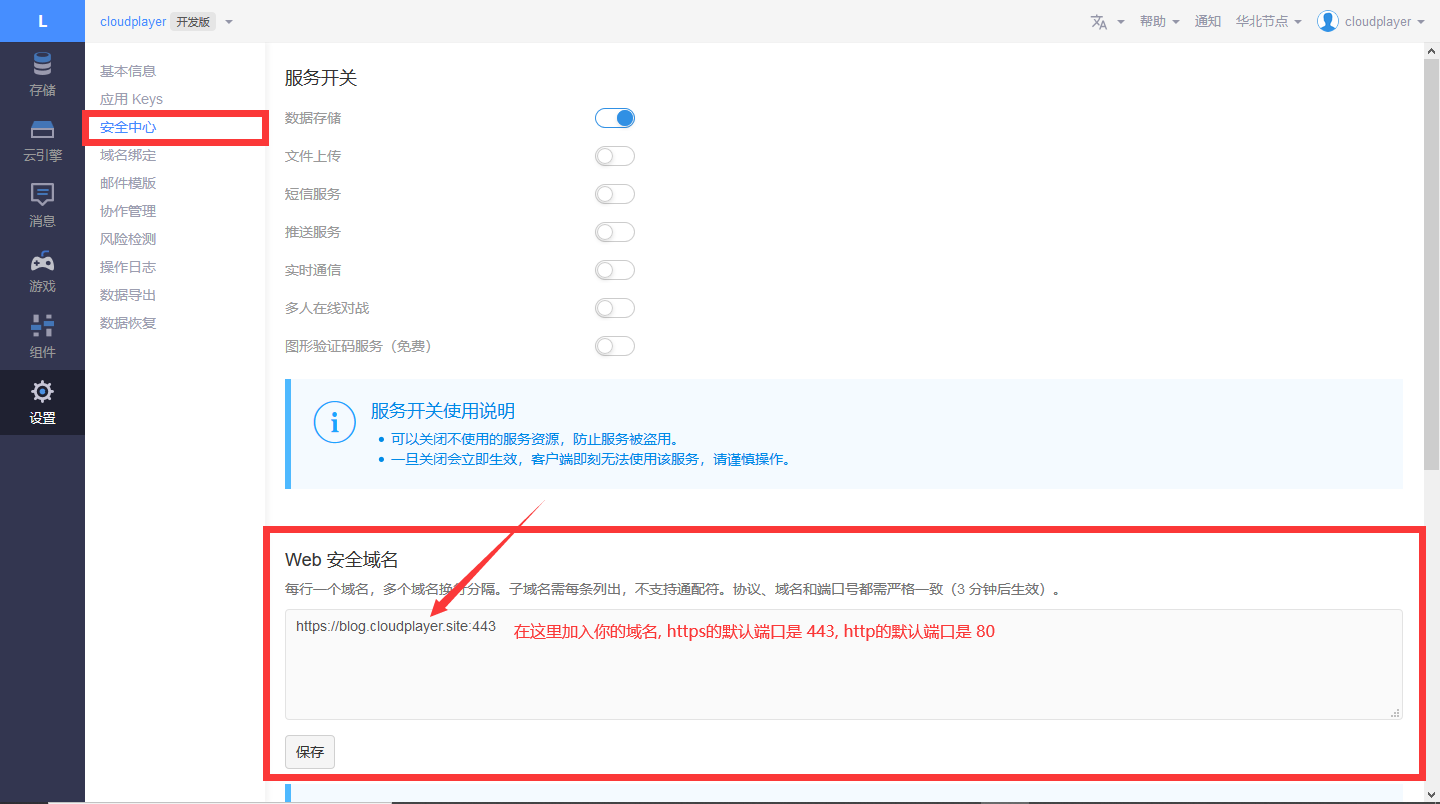 L
cloudplayer 开发版
帮助
通知
华北节点
cloudplayer
存储
云引擎
消息
游戏
组件
设置
基本信息
应用 Keys
安全中心
域名绑定
邮件模版
协作管理
风险检测
操作日志
数据导出
数据恢复
服务开关
数据存储
文件上传
短信服务
推送服务
实时通信
多人在线对战
图形验证码服务（免费）
服务开关使用说明
可以关闭不使用的服务资源，防止服务被盗用。
一旦关闭会立即生效，客户端即刻无法使用该服务，请谨慎操作。
Web 安全域名
每行一个域名，多个域名换行分隔。子域名需每条列出，不支持通配符。协议、域名和端口号都需严格一致（3 分钟后生效）。
https://blog.cloudplayer.site:443
在这里加入你的域名, https的默认端口是 443, http的默认端口是 80
保存